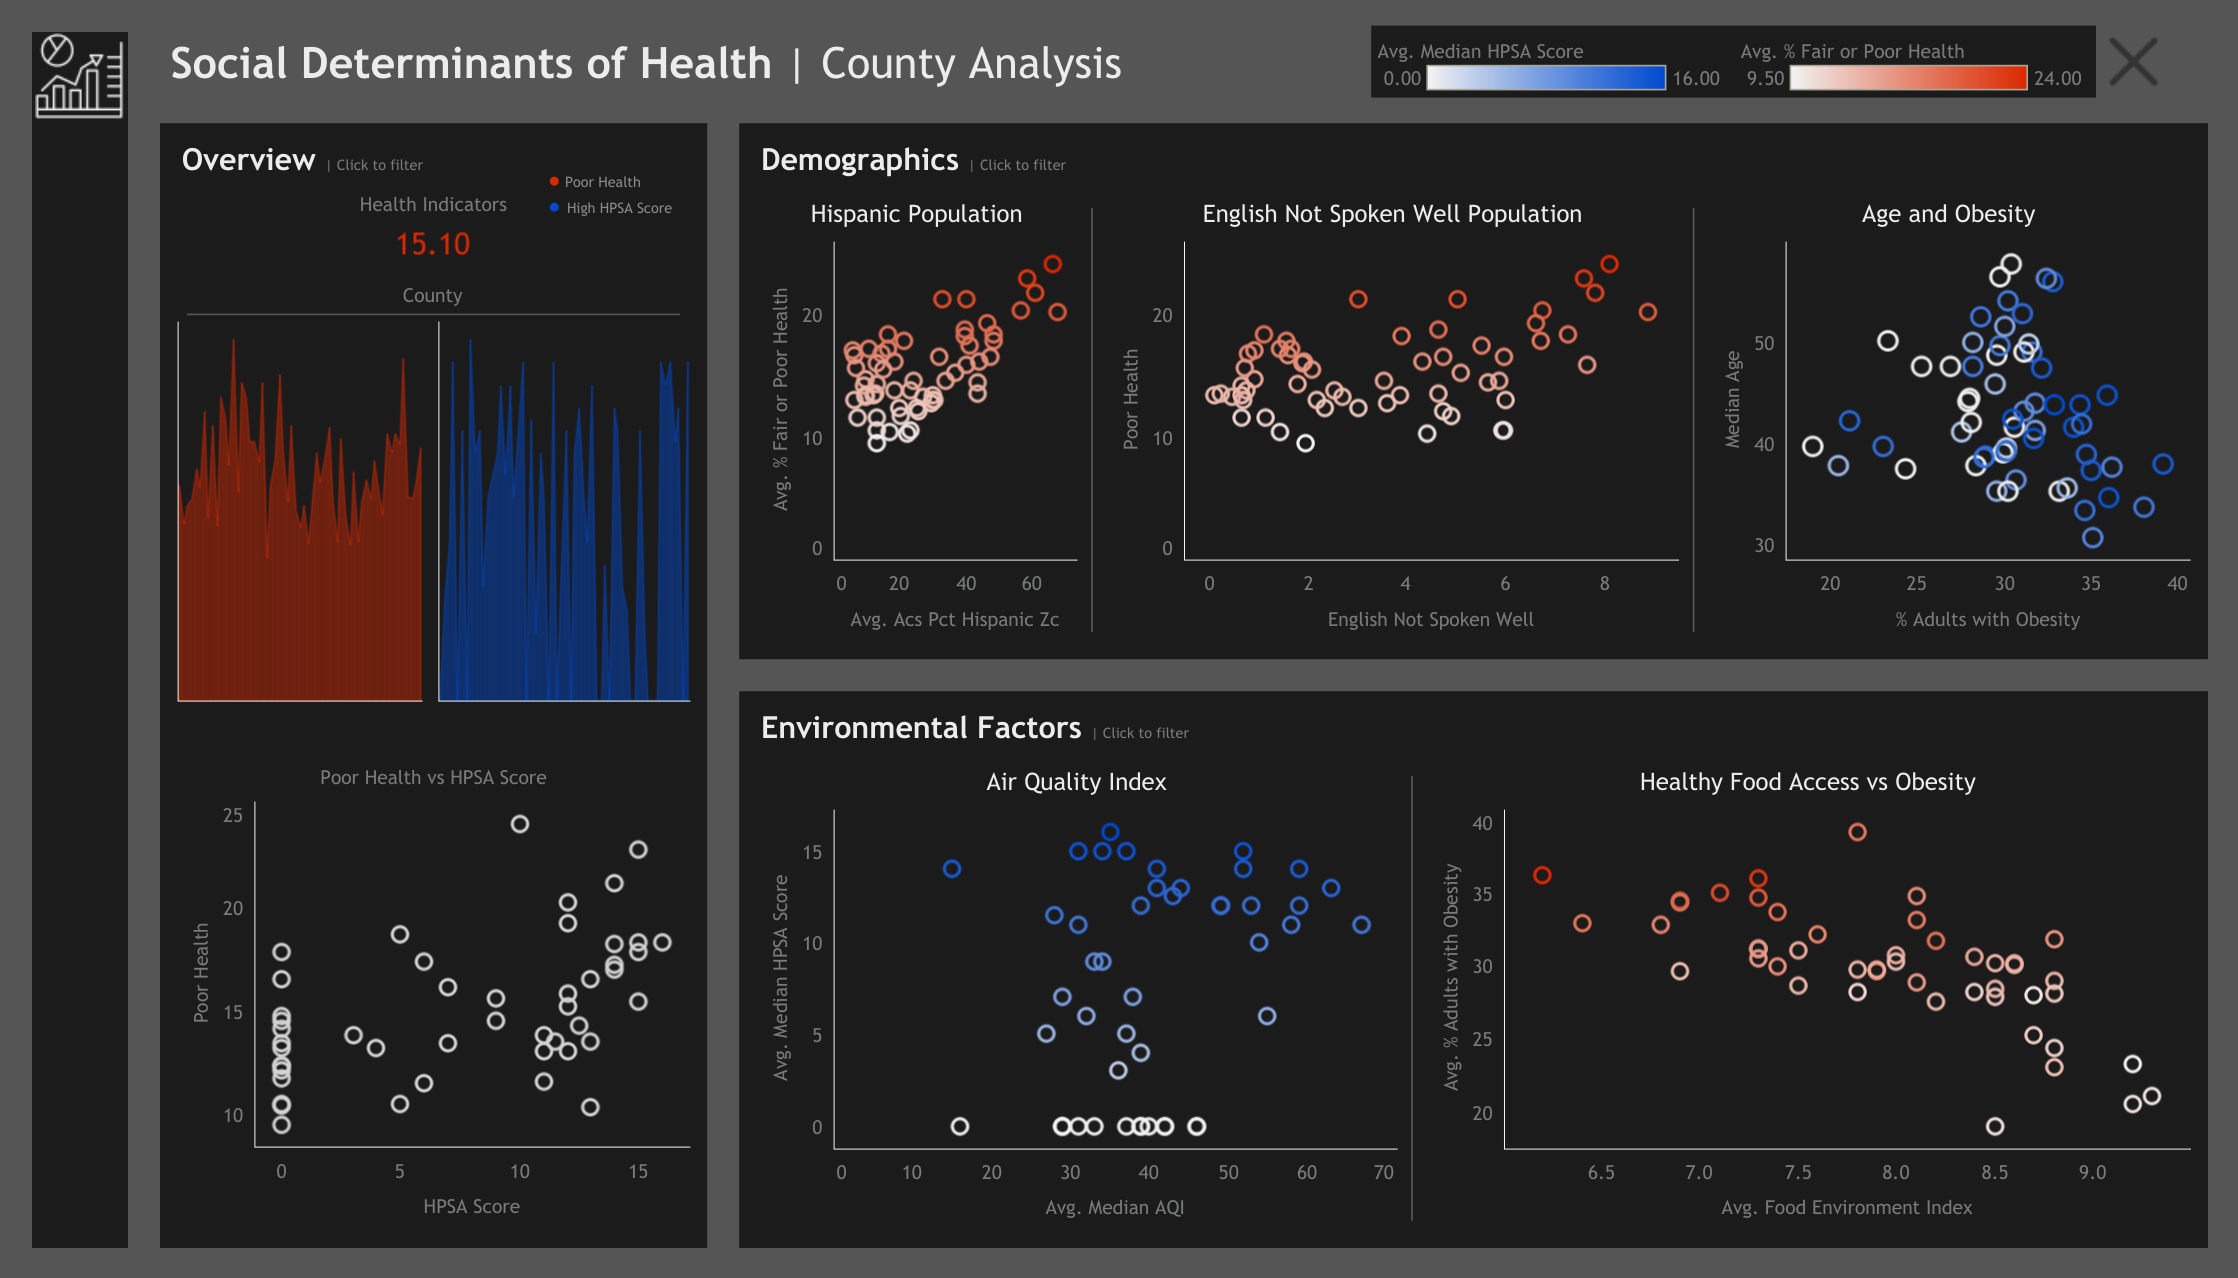 Social Determinants of Health | County Analysis
Avg. Median HPSA Score
0.00
16.00
Avg. % Fair or Poor Health
9.50
24.00
Overview | Click to filter
Poor Health
High HPSA Score
Health Indicators
15.10
County
Poor Health vs HPSA Score
Poor Health
25
20
15
10
0
5
10
15
HPSA Score
Demographics | Click to filter
Hispanic Population
Avg. % Fair or Poor Health
20
10
0
0
20
40
60
Avg. Acs Pct Hispanic Zc
English Not Spoken Well Population
Poor Health
20
10
0
0
2
4
6
8
English Not Spoken Well
Age and Obesity
Median Age
50
40
30
20
25
30
35
40
% Adults with Obesity
Environmental Factors | Click to filter
Air Quality Index
Avg. Median HPSA Score
15
10
5
0
0
10
20
30
40
50
60
70
Avg. Median AQI
Healthy Food Access vs Obesity
Avg. % Adults with Obesity
40
35
30
25
20
6.5
7.0
7.5
8.0
8.5
9.0
Avg. Food Environment Index